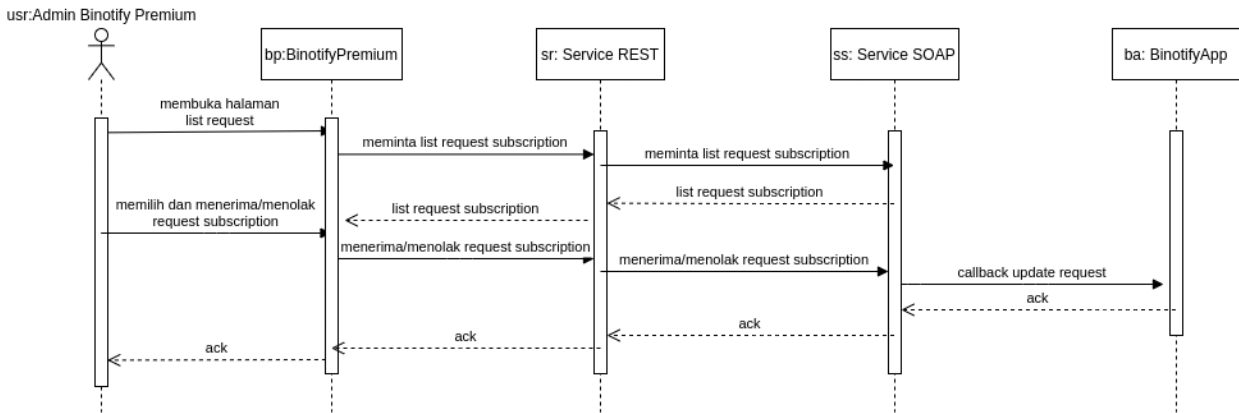 usr:Admin Binotify Premium
bp:BinotifyPremium
sr: Service REST
ss: Service SOAP
ba: BinotifyApp
membuka halaman
list request
meminta list request subscription
meminta list request subscription
list request subscription
memilih dan menerima/menolak
request subscription
list request subscription
menerima/menolak request subscription
menerima/menolak request subscription
callback update request
ack
ack
ack
ack